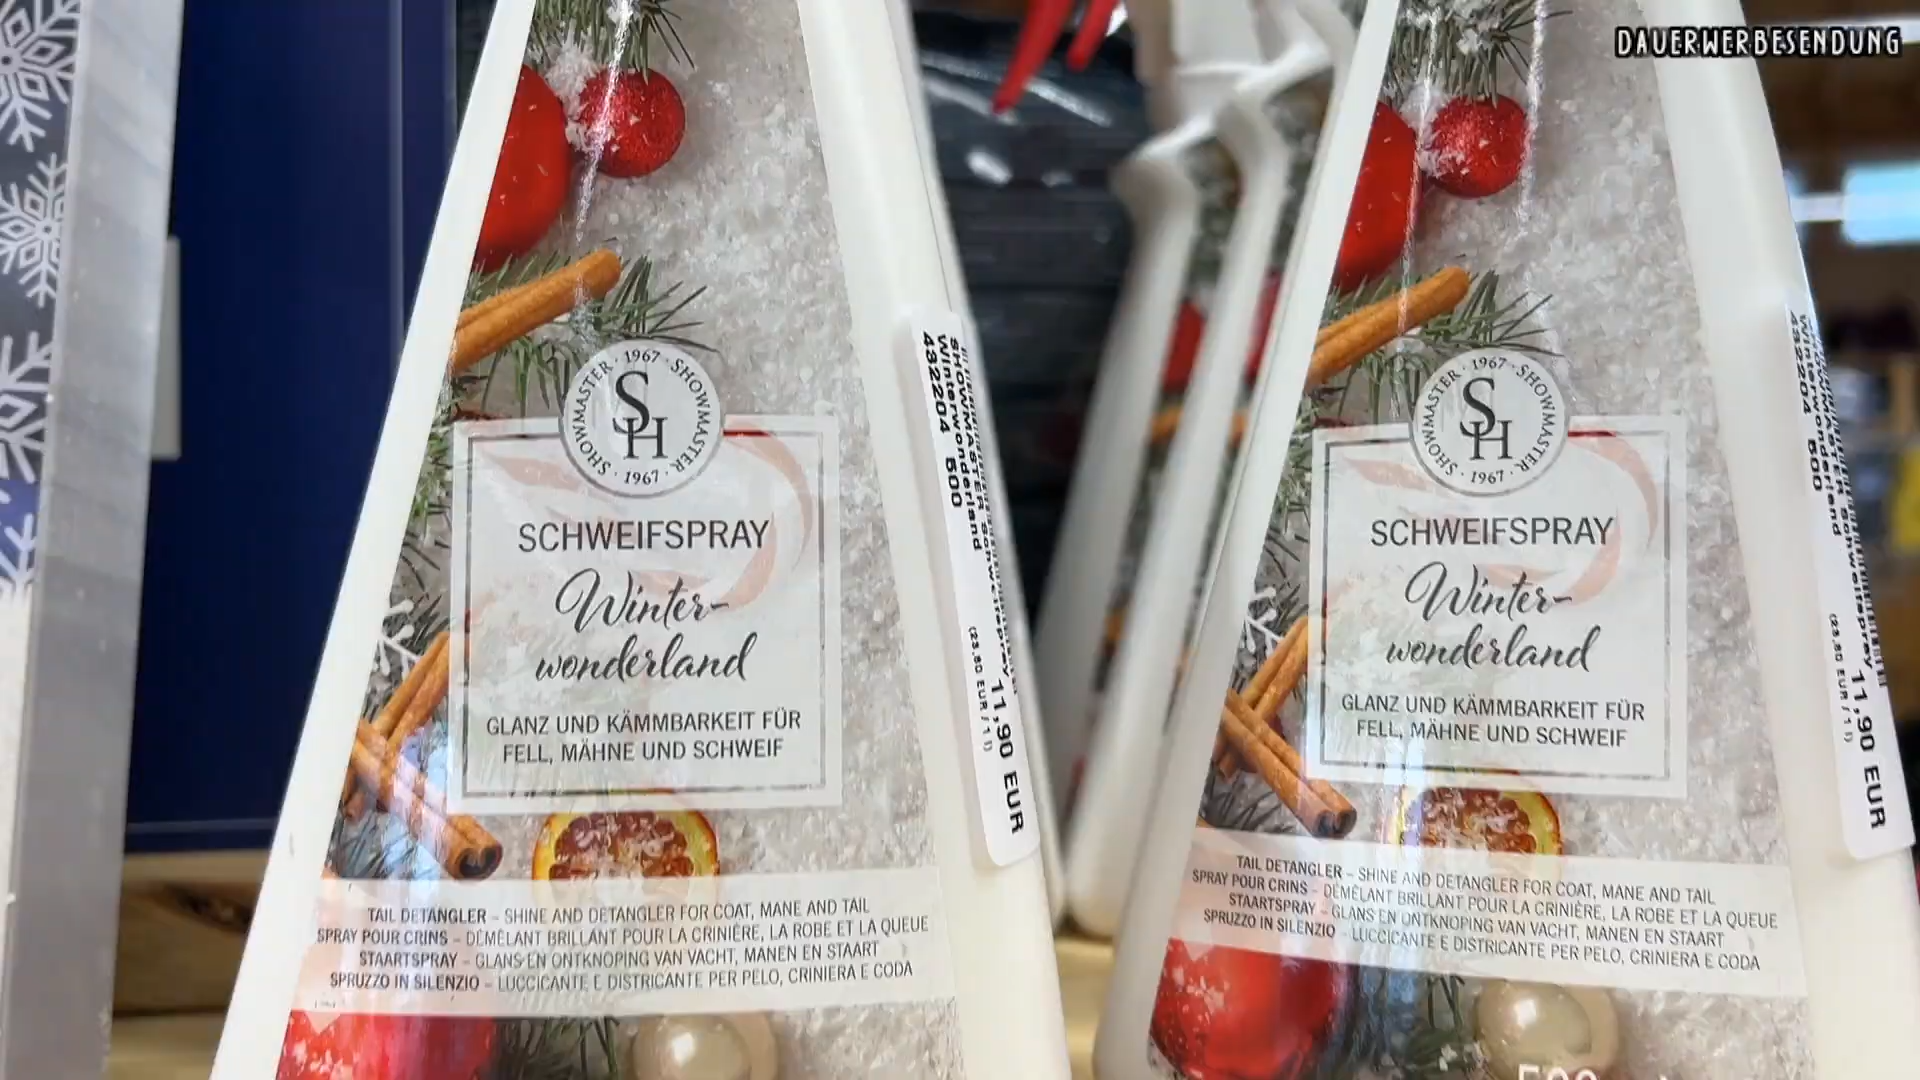 DAUERWERBESENDUNG
SHOWMASTER · 1967 · SHOWMASTER · 1967 ·
SH
SCHWEIFSPRAY
Winter-
wonderland
GLANZ UND KÄMMBARKEIT FÜR
FELL, MÄHNE UND SCHWEIF
TAIL DETANGLER – SHINE AND DETANGLER FOR COAT, MANE AND TAIL
SPRAY POUR CRINS – DÉMÊLANT BRILLANT POUR LA CRINIÈRE, LA ROBE ET LA QUEUE
STAARTSPRAY – GLANS EN ONTKNOPING VAN VACHT, MANEN EN STAART
SPRUZZO IN SILENZIO – LUCCICANTE E DISTRICANTE PER PELO, CRINIERA E CODA
SHOWMASTER Schweifspray
Winterwonderland
432204 500
11,90 EUR
(23.80 EUR / 1 l)
SHOWMASTER · 1967 · SHOWMASTER · 1967 ·
SH
SCHWEIFSPRAY
Winter-
wonderland
GLANZ UND KÄMMBARKEIT FÜR
FELL, MÄHNE UND SCHWEIF
TAIL DETANGLER – SHINE AND DETANGLER FOR COAT, MANE AND TAIL
SPRAY POUR CRINS – DÉMÊLANT BRILLANT POUR LA CRINIÈRE, LA ROBE ET LA QUEUE
STAARTSPRAY – GLANS EN ONTKNOPING VAN VACHT, MANEN EN STAART
SPRUZZO IN SILENZIO – LUCCICANTE E DISTRICANTE PER PELO, CRINIERA E CODA
SHOWMASTER Schweifspray
Winterwonderland
432204 500
11,90 EUR
(23.80 EUR / 1 l)